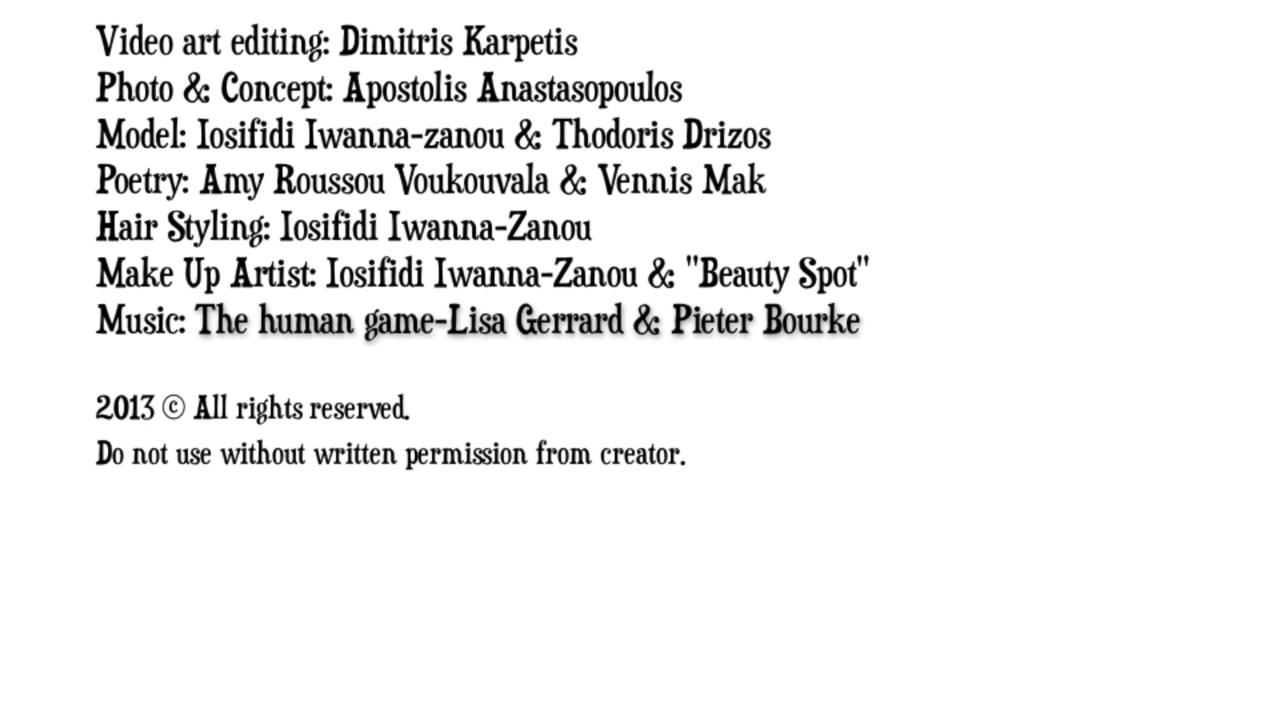 Video art editing: Dimitris Karpetis
Photo & Concept: Apostolis Anastasopoulos
Model: Iosifidi Iwanna-zanou & Thodoris Drizos
Poetry: Amy Roussou Voukouvala & Vennis Mak
Hair Styling: Iosifidi Iwanna-Zanou
Make Up Artist: Iosifidi Iwanna-Zanou & "Beauty Spot"
Music: The human game-Lisa Gerrard & Pieter Bourke
2013 © All rights reserved.
Do not use without written permission from creator.